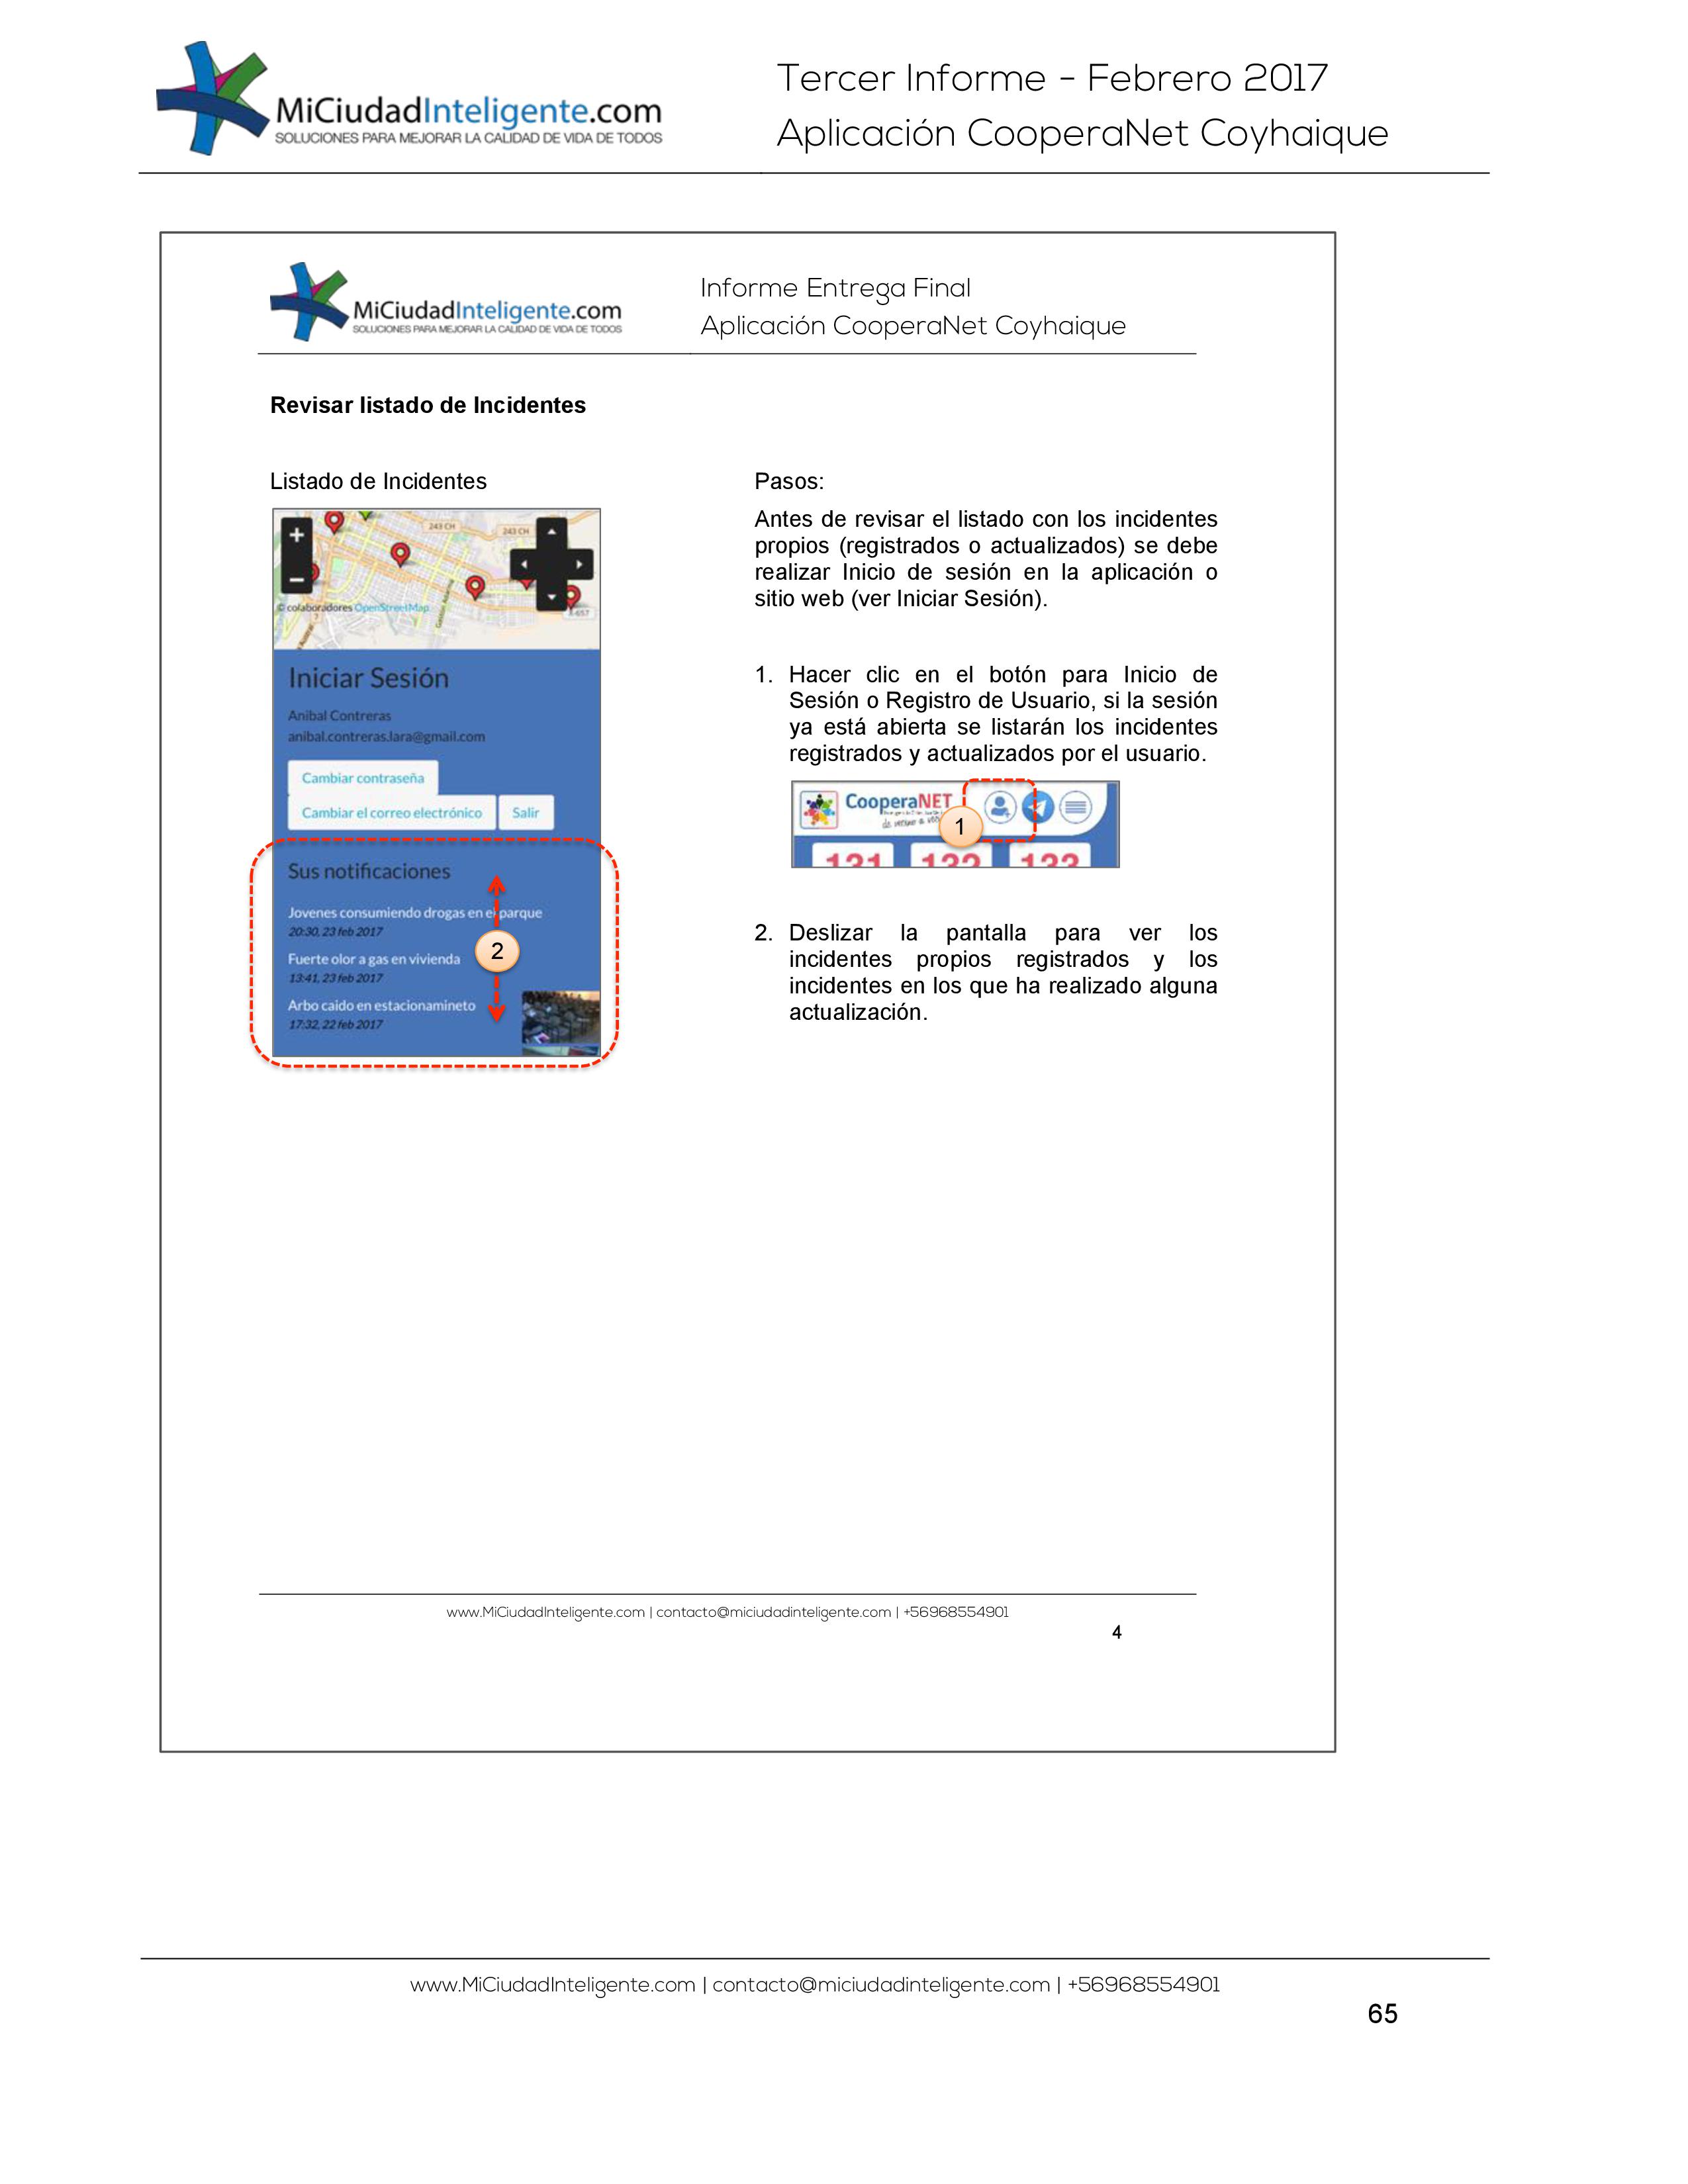 MiCiudadInteligente.com
SOLUCIONES PARA MEJORAR LA CALIDAD DE VIDA DE TODOS
Tercer Informe - Febrero 2017
Aplicación CooperaNet Coyhaique
MiCiudadInteligente.com
SOLUCIONES PARA MEJORAR LA CALIDAD DE VIDA DE TODOS
Informe Entrega Final
Aplicación CooperaNet Coyhaique
Revisar listado de Incidentes
Listado de Incidentes
243 CH
243 CH
+
−
© colaboradores OpenStreetMap
X-657
Iniciar Sesión
Anibal Contreras
anibal.contreras.lara@gmail.com
Cambiar contraseña
Cambiar el correo electrónico
Salir
Sus notificaciones
Jovenes consumiendo drogas en el parque
20:30, 23 feb 2017
Fuerte olor a gas en vivienda
13:41, 23 feb 2017
Arbo caido en estacionamineto
17:32, 22 feb 2017
2
Pasos:
Antes de revisar el listado con los incidentes
propios (registrados o actualizados) se debe
realizar Inicio de sesión en la aplicación o
sitio web (ver Iniciar Sesión).
1. Hacer clic en el botón para Inicio de
Sesión o Registro de Usuario, si la sesión
ya está abierta se listarán los incidentes
registrados y actualizados por el usuario.
CooperaNET
de vecino a
1
131 132 133
2. Deslizar la pantalla para ver los
incidentes propios registrados y los
incidentes en los que ha realizado alguna
actualización.
www.MiCiudadInteligente.com | contacto@miciudadinteligente.com | +56968554901
4
www.MiCiudadInteligente.com | contacto@miciudadinteligente.com | +56968554901
65